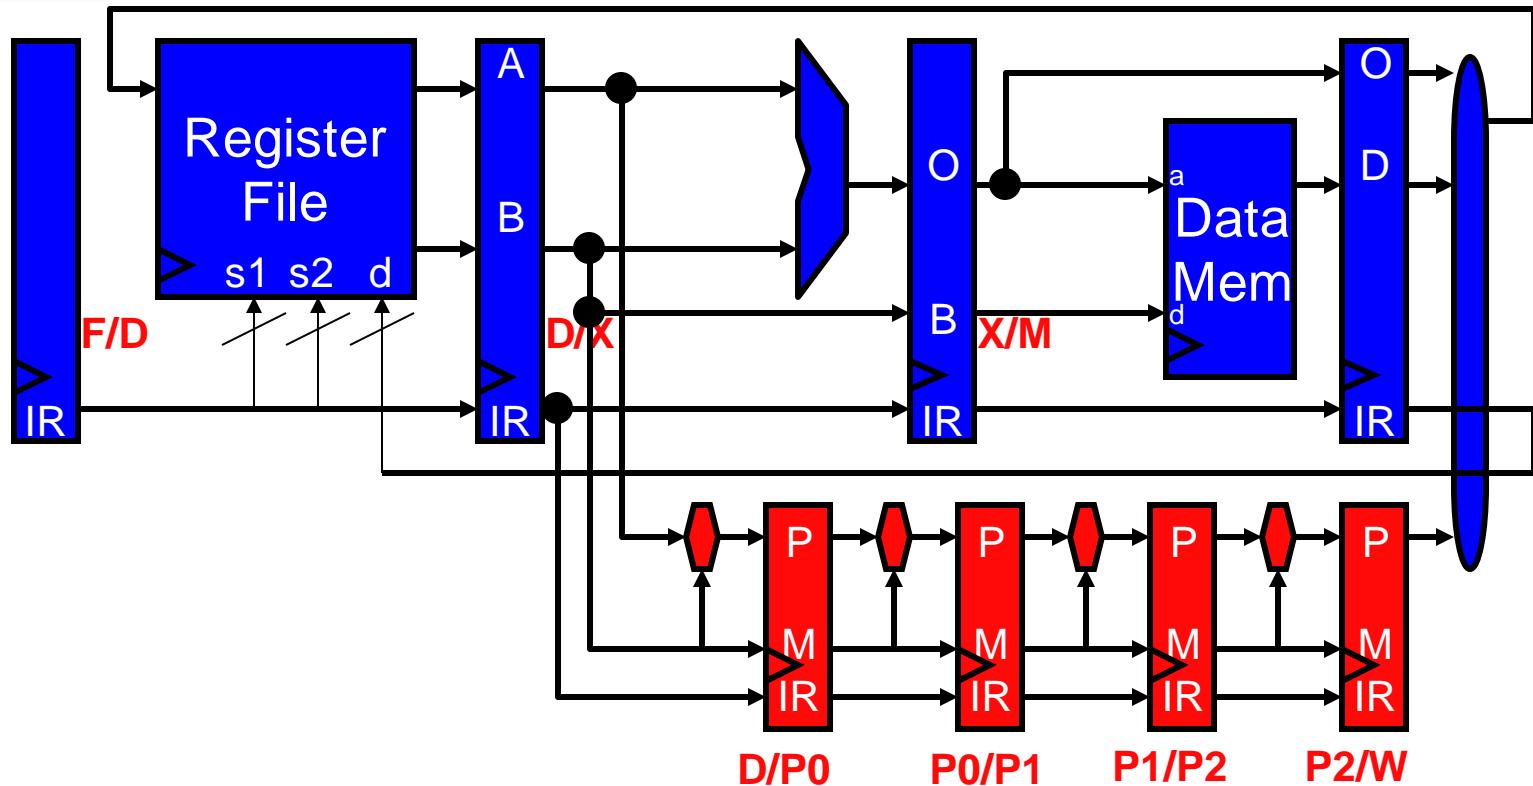 A
O
Register
File
O
D
B
a
Data
Mem
s1 s2 d
B
d
F/D
D/X
X/M
IR
IR
IR
IR
P
P
P
P
M
M
M
M
IR
IR
IR
IR
D/P0
P0/P1
P1/P2
P2/W